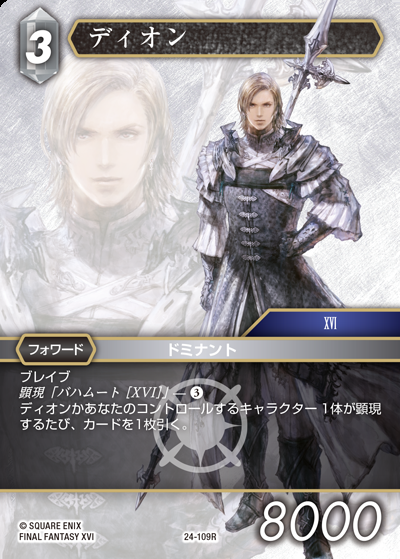 3
ディオン
XVI
フォワード
ドミナント
ブレイブ
顕現「バハムート [XVI]」― ❸
ディオンかあなたのコントロールするキャラクター 1体が顕現
するたび、カードを1枚引く。
© SQUARE ENIX
FINAL FANTASY XVI
24-109R
8000